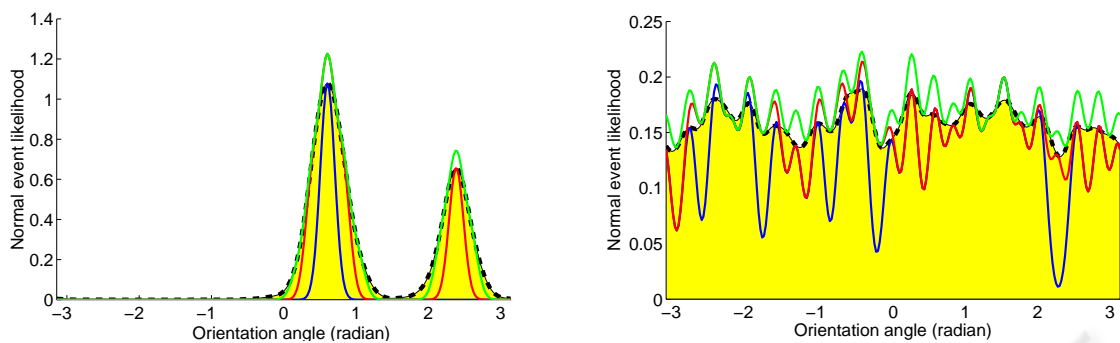 1.4
1.2
1
0.8
0.6
0.4
0.2
0
−3 −2 −1 0 1 2 3
Normal event likelihood
Orientation angle (radian)
0.25
0.2
0.15
0.1
0.05
0
−3 −2 −1 0 1 2 3
Normal event likelihood
Orientation angle (radian)